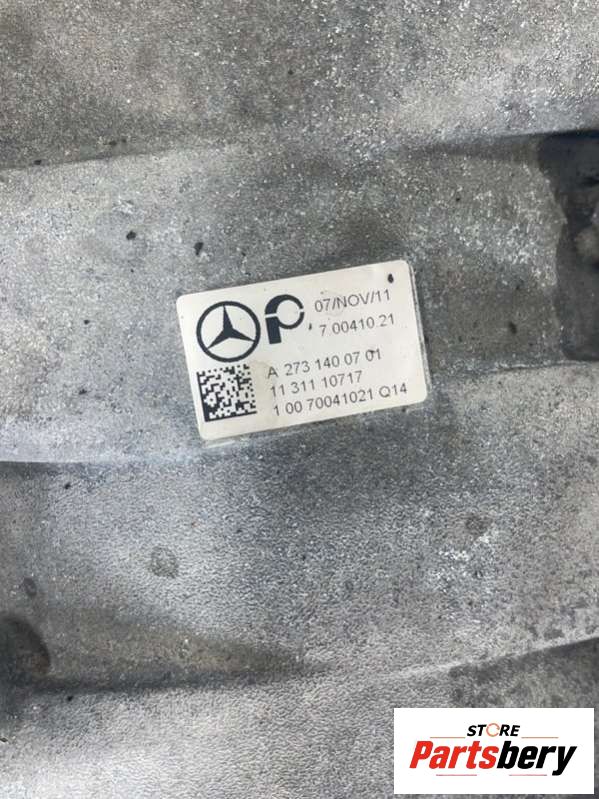 07/NOV/11
7.00410.21
A 273 140 07 01
11 311 10717
1 00 70041021 Q14
STORE
Partsbery